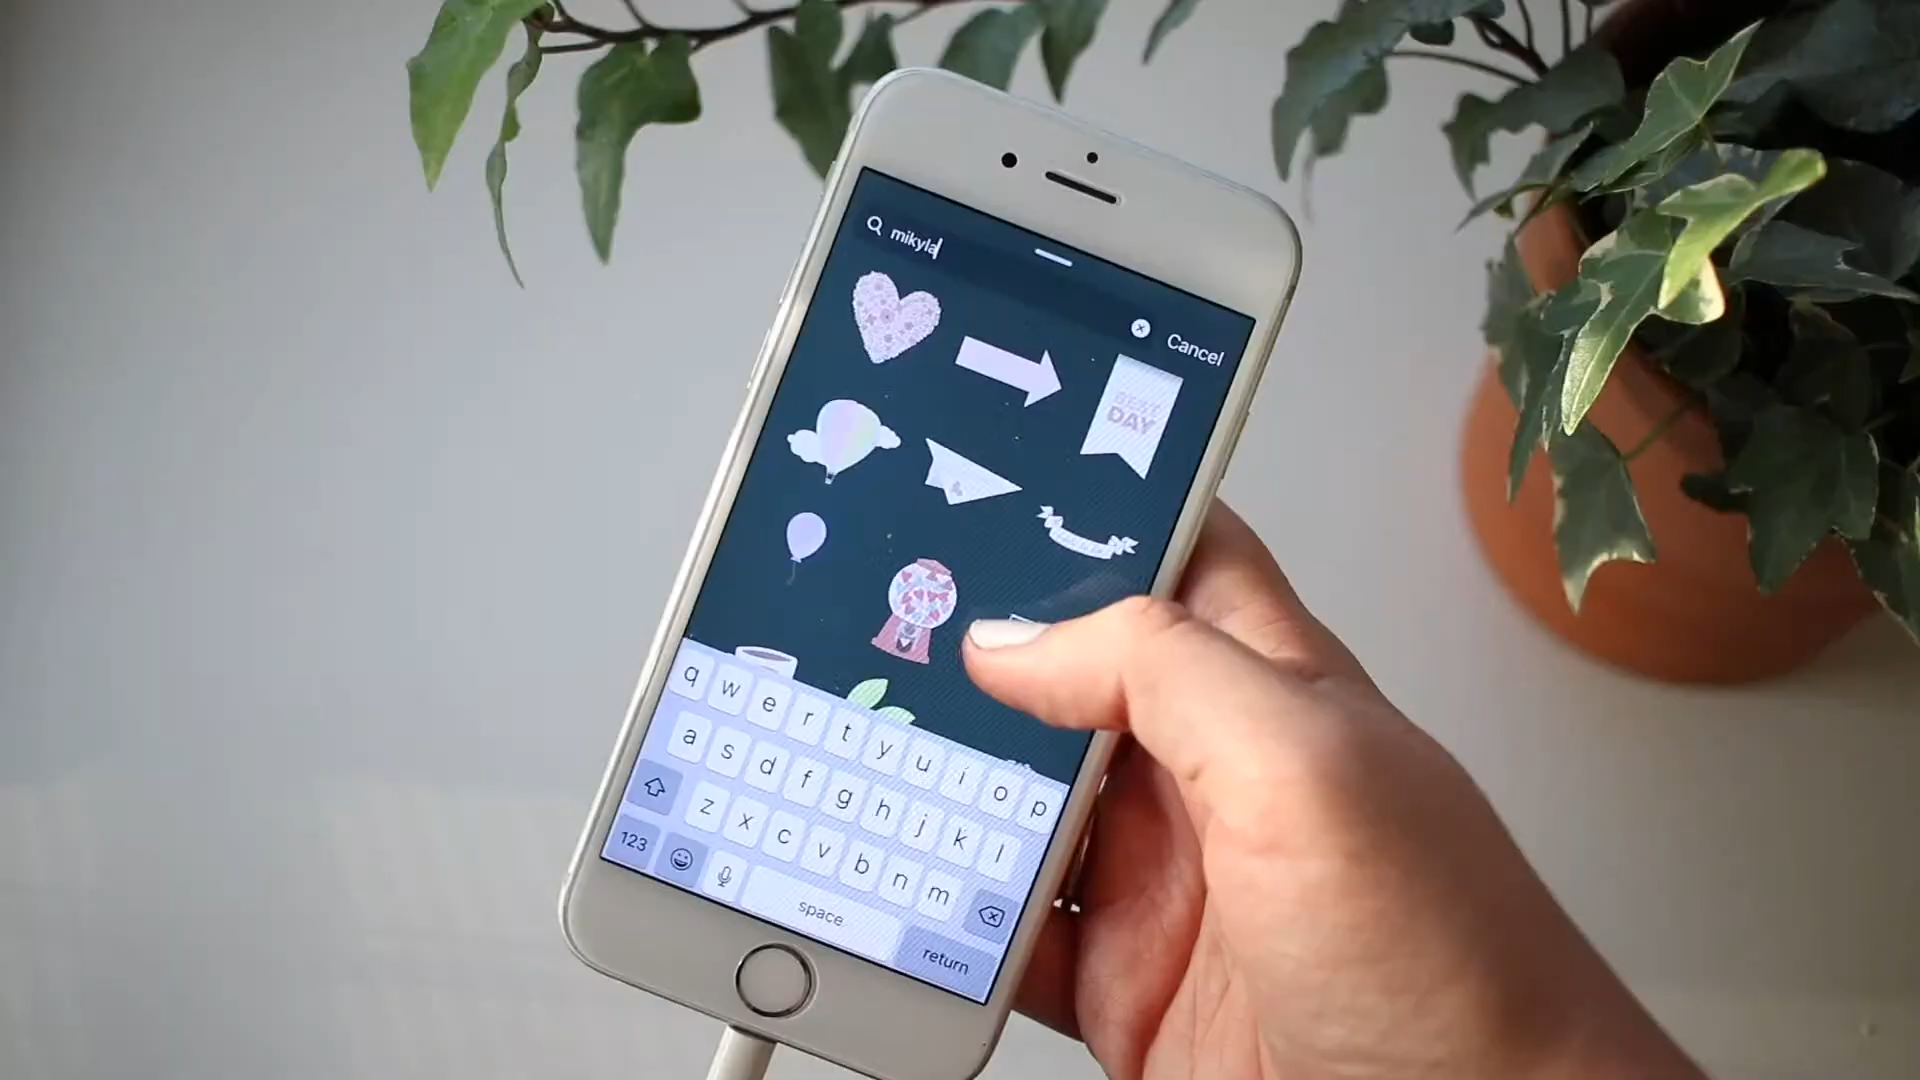 mikyla
Cancel
BEST
DAY
q w e r t y u i o p
a s d f g h j k l
z x c v b n m
123
space
return